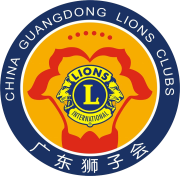 CHINA GUANGDONG LIONS CLUBS
LIONS
L
INTERNATIONAL
广东狮子会